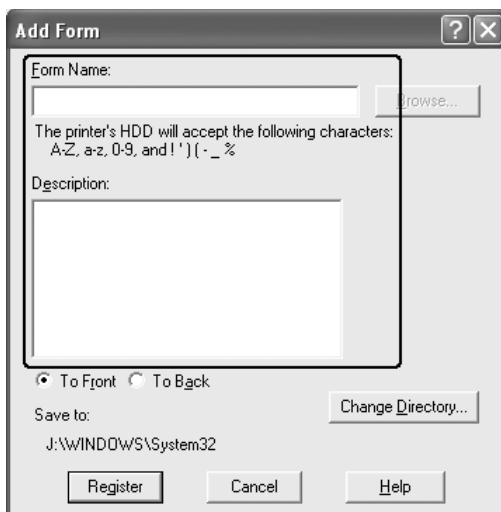 Add Form
Form Name:
Browse...
The printer's HDD will accept the following characters:
A-Z, a-z, 0-9, and ! ' ) ( - _ %
Description:
To Front To Back
Change Directory...
Save to:
J:\WINDOWS\System32
Register Cancel Help